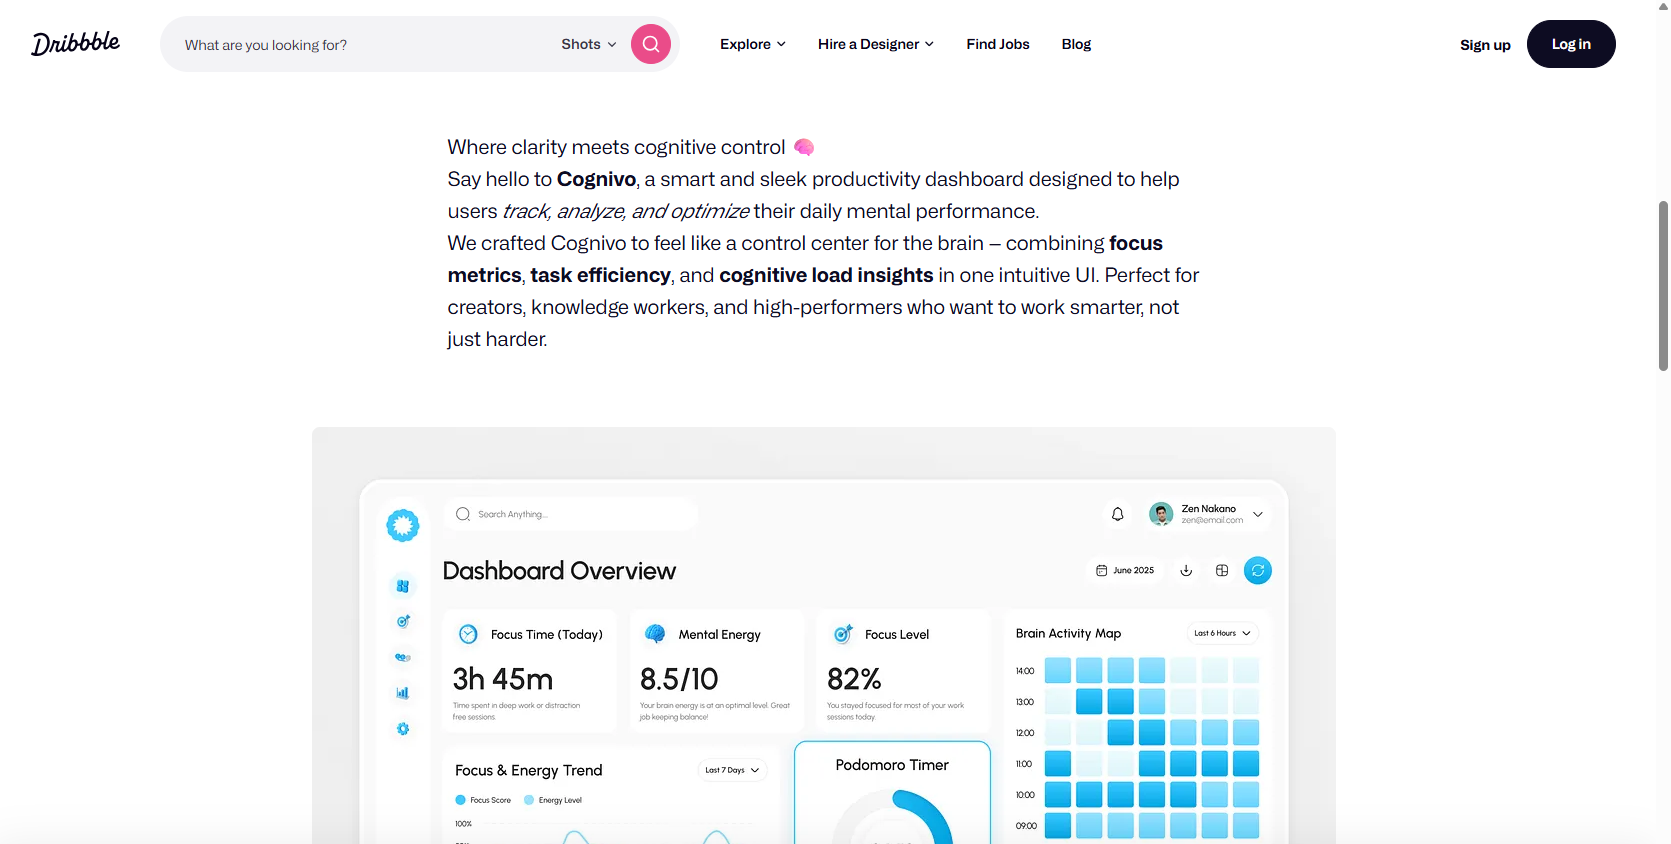 Dribbble
What are you looking for?
Shots
Explore
Hire a Designer
Find Jobs
Blog
Sign up
Log in
Where clarity meets cognitive control
Say hello to Cognivo, a smart and sleek productivity dashboard designed to help
users track, analyze, and optimize their daily mental performance.
We crafted Cognivo to feel like a control center for the brain – combining focus
metrics, task efficiency, and cognitive load insights in one intuitive UI. Perfect for
creators, knowledge workers, and high-performers who want to work smarter, not
just harder.
Search Anything...
Zen Nakano
zen@email.com
Dashboard Overview
June 2025
Focus Time (Today)
3h 45m
Time spent in deep work or distraction
free sessions.
Mental Energy
8.5/10
Your brain energy is at an optimal level. Great
job keeping balance!
Focus Level
82%
You stayed focused for most of your work
sessions today.
Brain Activity Map
Last 6 Hours
14:00
13:00
12:00
11:00
10:00
09:00
Focus & Energy Trend
Last 7 Days
Focus Score
Energy Level
100%
Podomoro Timer